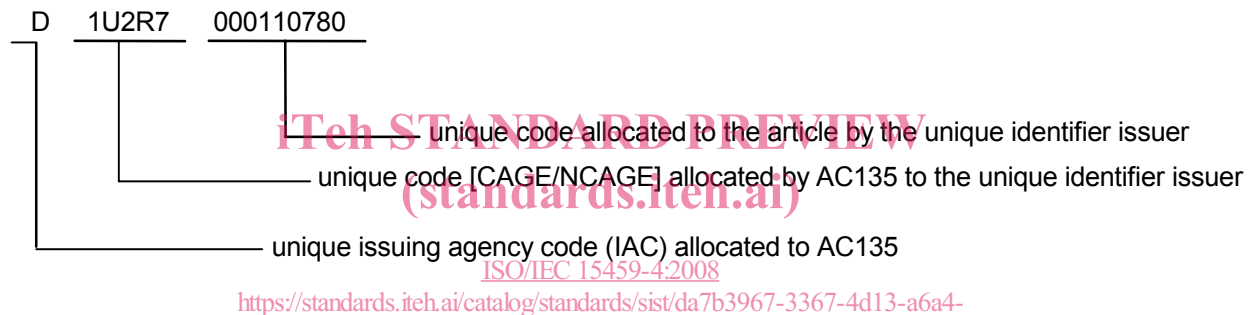 D 1U2R7 000110780
iTeh STANDARD PREVIEW
unique code allocated to the article by the unique identifier issuer
unique code [CAGE/NCAGE] allocated by AC135 to the unique identifier issuer
(standards.iteh.ai)
unique issuing agency code (IAC) allocated to AC135
ISO/IEC 15459-4:2008
https://standards.iteh.ai/catalog/standards/sist/da7b3967-3367-4d13-a6a4-